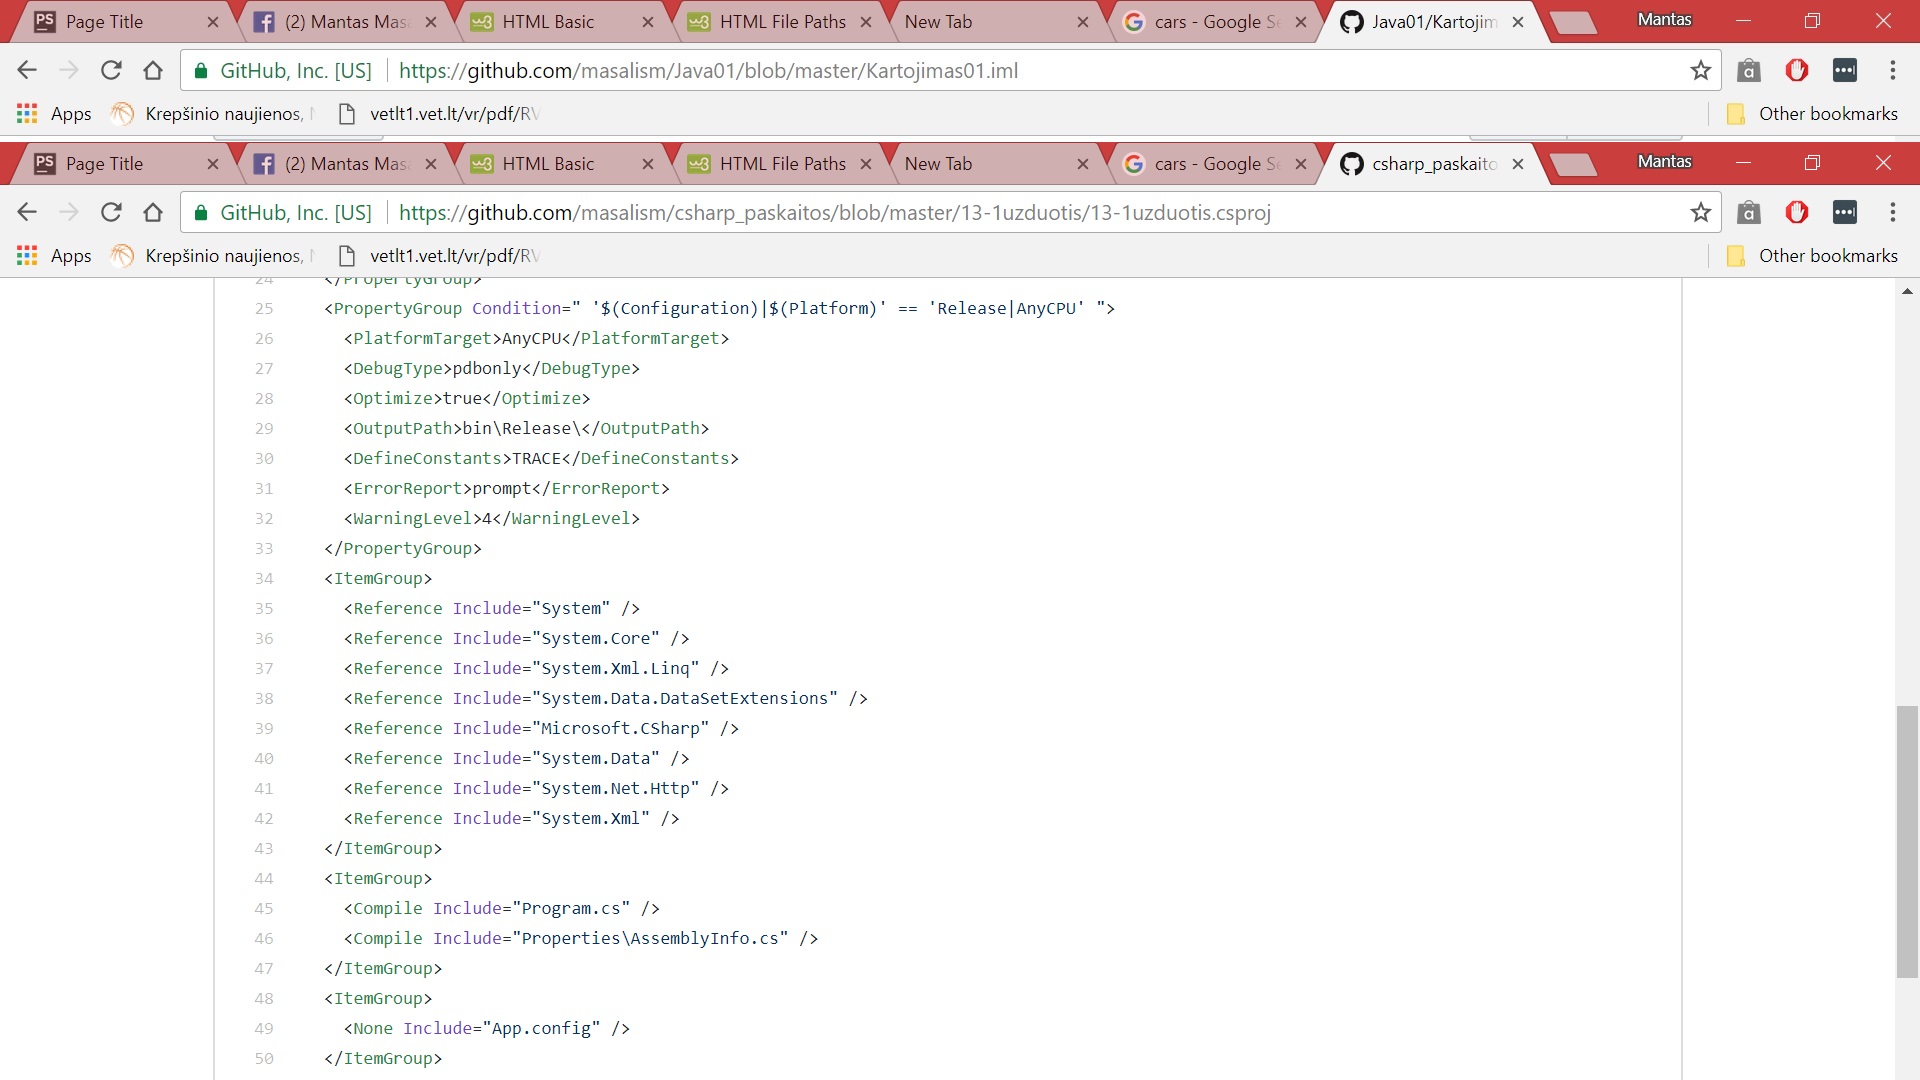 Page Title (2) Mantas Mas HTML Basic HTML File Paths New Tab cars - Google Se Java01/Kartojim Mantas
GitHub, Inc. [US] https://github.com/masalism/Java01/blob/master/Kartojimas01.iml
Apps Krepšinio naujienos, vetlt1.vet.lt/vr/pdf/RV Other bookmarks
Page Title (2) Mantas Mas HTML Basic HTML File Paths New Tab cars - Google Se csharp_paskaito Mantas
GitHub, Inc. [US] https://github.com/masalism/csharp_paskaitos/blob/master/13-1uzduotis/13-1uzduotis.csproj
Apps Krepšinio naujienos, vetlt1.vet.lt/vr/pdf/RV Other bookmarks
24 </PropertyGroup>
25 <PropertyGroup Condition=" '$(Configuration)|$(Platform)' == 'Release|AnyCPU' ">
26 <PlatformTarget>AnyCPU</PlatformTarget>
27 <DebugType>pdbonly</DebugType>
28 <Optimize>true</Optimize>
29 <OutputPath>bin\Release\</OutputPath>
30 <DefineConstants>TRACE</DefineConstants>
31 <ErrorReport>prompt</ErrorReport>
32 <WarningLevel>4</WarningLevel>
33 </PropertyGroup>
34 <ItemGroup>
35 <Reference Include="System" />
36 <Reference Include="System.Core" />
37 <Reference Include="System.Xml.Linq" />
38 <Reference Include="System.Data.DataSetExtensions" />
39 <Reference Include="Microsoft.CSharp" />
40 <Reference Include="System.Data" />
41 <Reference Include="System.Net.Http" />
42 <Reference Include="System.Xml" />
43 </ItemGroup>
44 <ItemGroup>
45 <Compile Include="Program.cs" />
46 <Compile Include="Properties\AssemblyInfo.cs" />
47 </ItemGroup>
48 <ItemGroup>
49 <None Include="App.config" />
50 </ItemGroup>